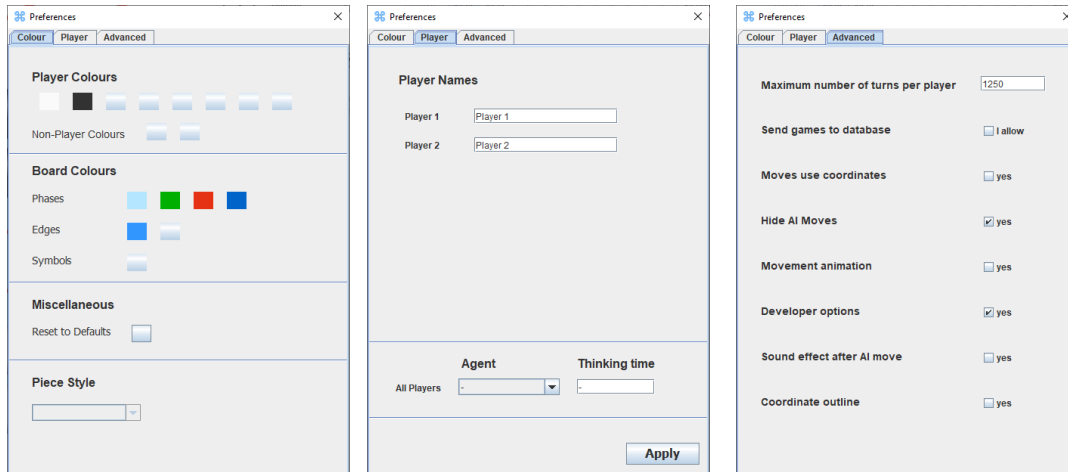 Preferences
Colour Player Advanced
Player Colours
Non-Player Colours
Board Colours
Phases
Edges
Symbols
Miscellaneous
Reset to Defaults
Piece Style
Preferences
Colour Player Advanced
Player Names
Player 1 Player 1
Player 2 Player 2
Agent Thinking time
All Players - -
Apply
Preferences
Colour Player Advanced
Maximum number of turns per player 1250
Send games to database I allow
Moves use coordinates yes
Hide AI Moves yes
Movement animation yes
Developer options yes
Sound effect after AI move yes
Coordinate outline yes